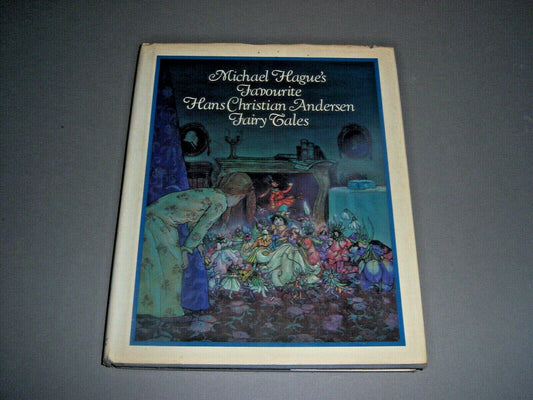 Michael Hague's
Favourite
Hans Christian Andersen
Fairy Tales